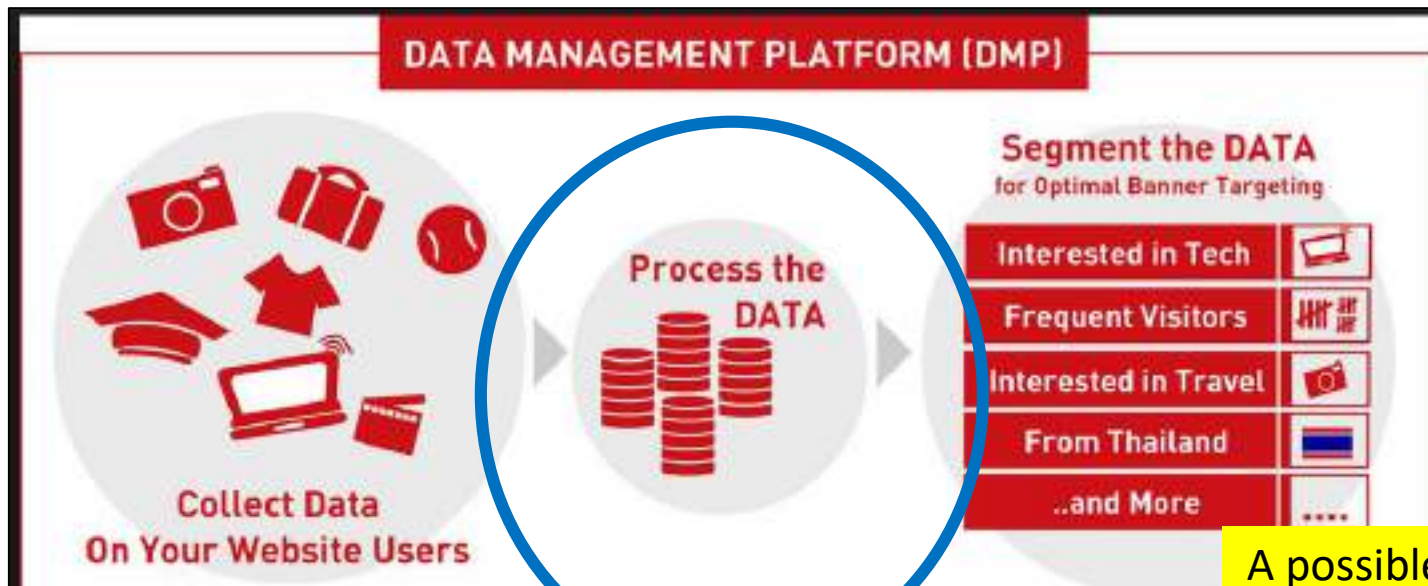 DATA MANAGEMENT PLATFORM (DMP)
Collect Data
On Your Website Users
Process the
DATA
Segment the DATA
for Optimal Banner Targeting
Interested in Tech
Frequent Visitors
Interested in Travel
From Thailand
..and More
....
A possible